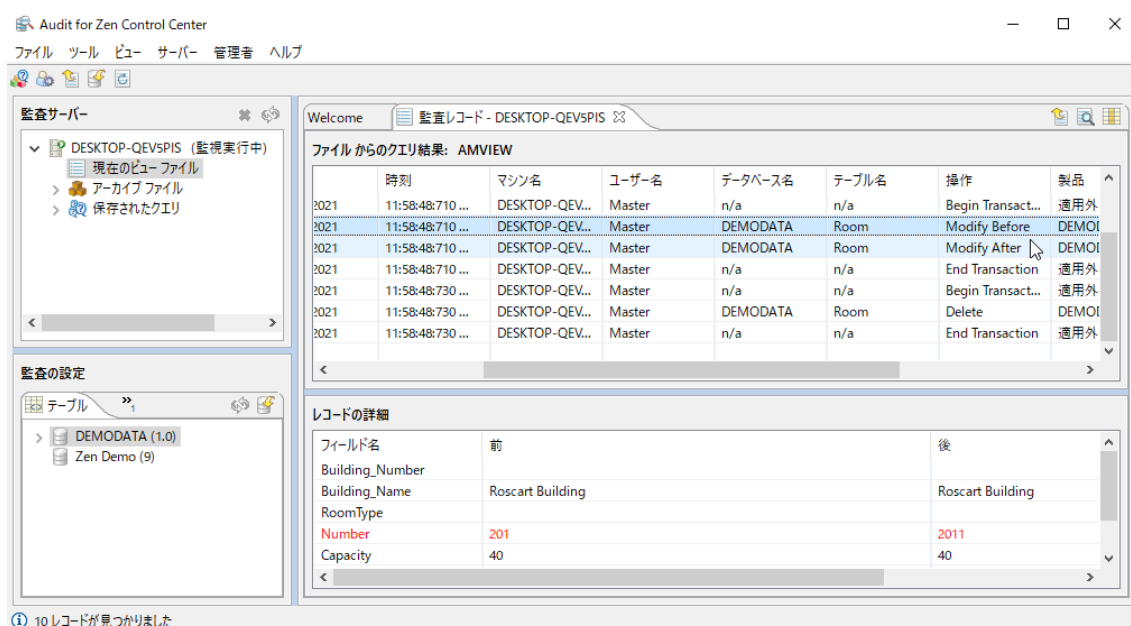 Audit for Zen Control Center
ファイル ツール ビュー サーバー 管理者 ヘルプ
監査サーバー
DESKTOP-QEV5PIS (監視実行中)
現在のビュー ファイル
アーカイブ ファイル
保存されたクエリ
監査の設定
テーブル »1
DEMODATA (1.0)
Zen Demo (9)
Welcome 監査レコード - DESKTOP-QEV5PIS
ファイル からのクエリ結果: AMVIEW
時刻 マシン名 ユーザー名 データベース名 テーブル名 操作 製品
2021 11:58:48:710 ... DESKTOP-QEV... Master n/a n/a Begin Transact... 適用外
2021 11:58:48:710 ... DESKTOP-QEV... Master DEMODATA Room Modify Before DEMO
2021 11:58:48:710 ... DESKTOP-QEV... Master DEMODATA Room Modify After DEMO
2021 11:58:48:710 ... DESKTOP-QEV... Master n/a n/a End Transaction 適用外
2021 11:58:48:730 ... DESKTOP-QEV... Master n/a n/a Begin Transact... 適用外
2021 11:58:48:730 ... DESKTOP-QEV... Master DEMODATA Room Delete DEMO
2021 11:58:48:730 ... DESKTOP-QEV... Master n/a n/a End Transaction 適用外
レコードの詳細
フィールド名 前 後
Building_Number
Building_Name Roscart Building Roscart Building
RoomType
Number 201 2011
Capacity 40 40
10 レコードが見つかりました